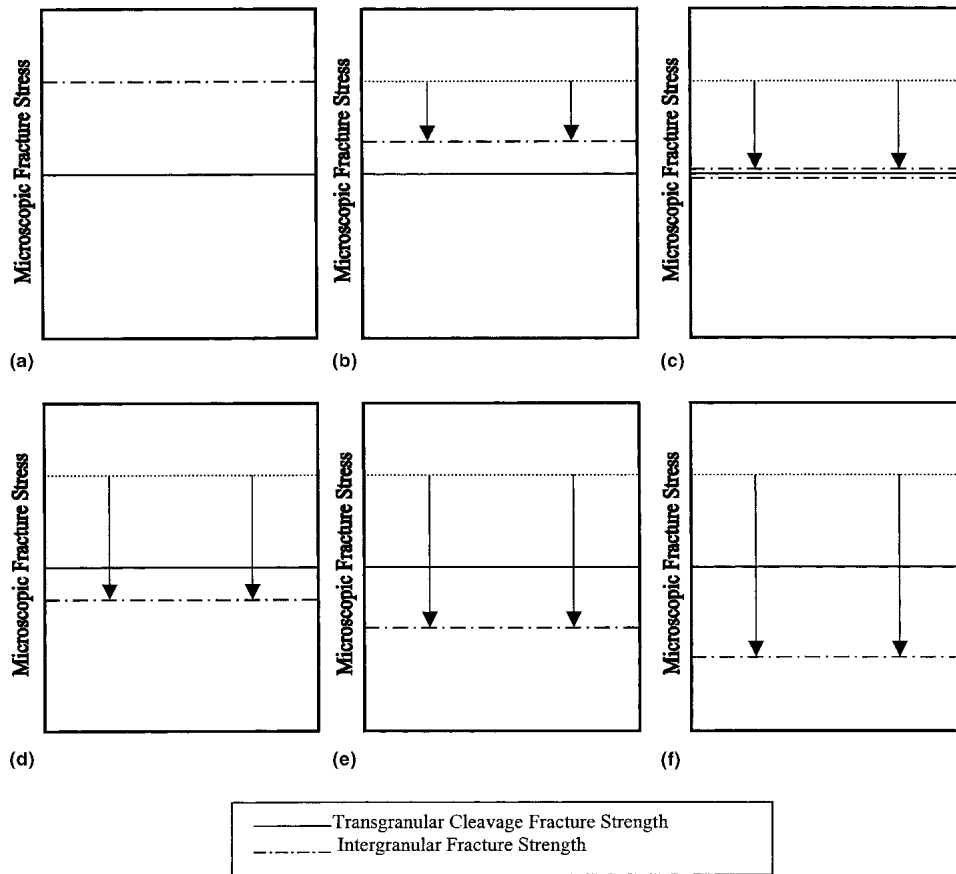 Microscopic Fracture Stress
Microscopic Fracture Stress
Microscopic Fracture Stress
(a)
(b)
(c)
Microscopic Fracture Stress
Microscopic Fracture Stress
Microscopic Fracture Stress
(d)
(e)
(f)
Transgranular Cleavage Fracture Strength
Intergranular Fracture Strength